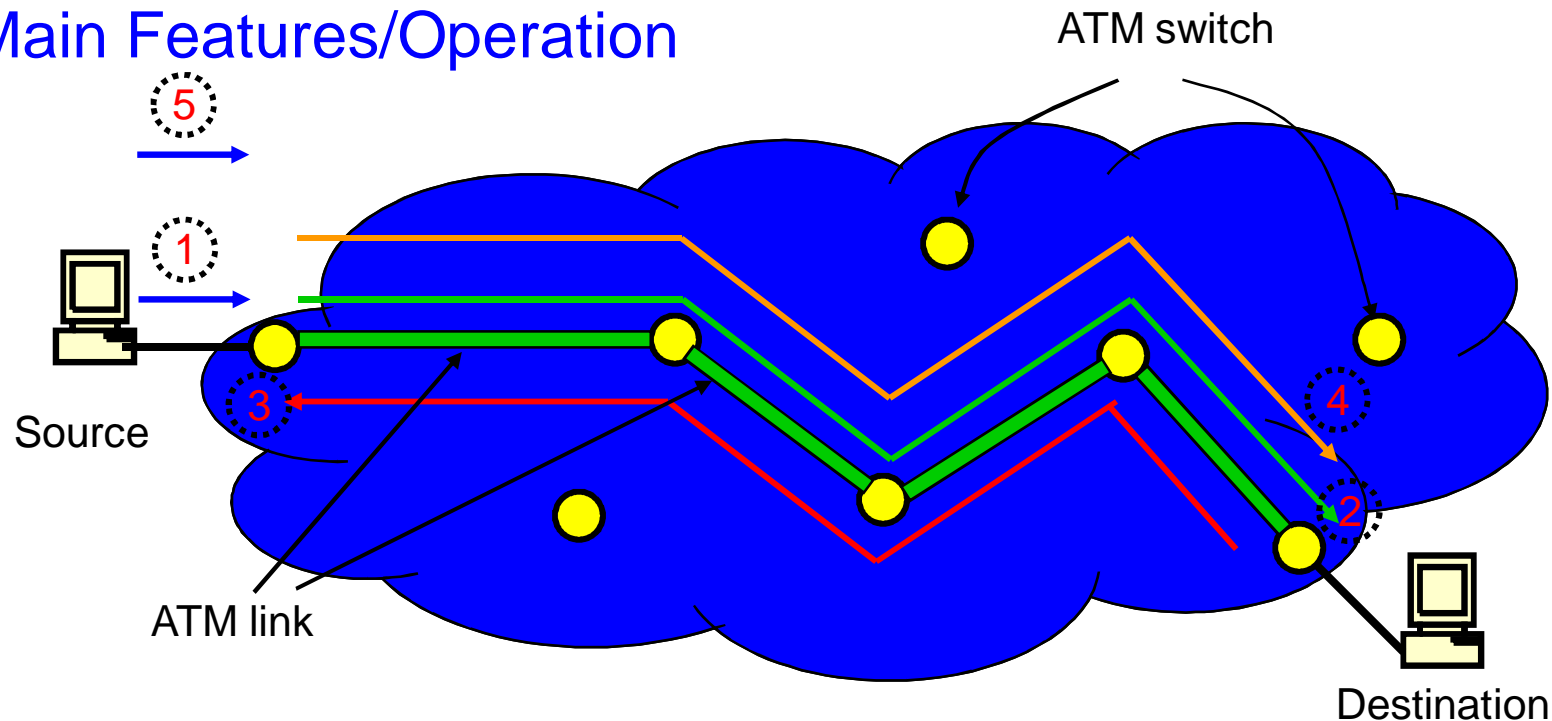 Main Features/Operation
ATM switch
5
1
3
4
Source
2
ATM link
Destination